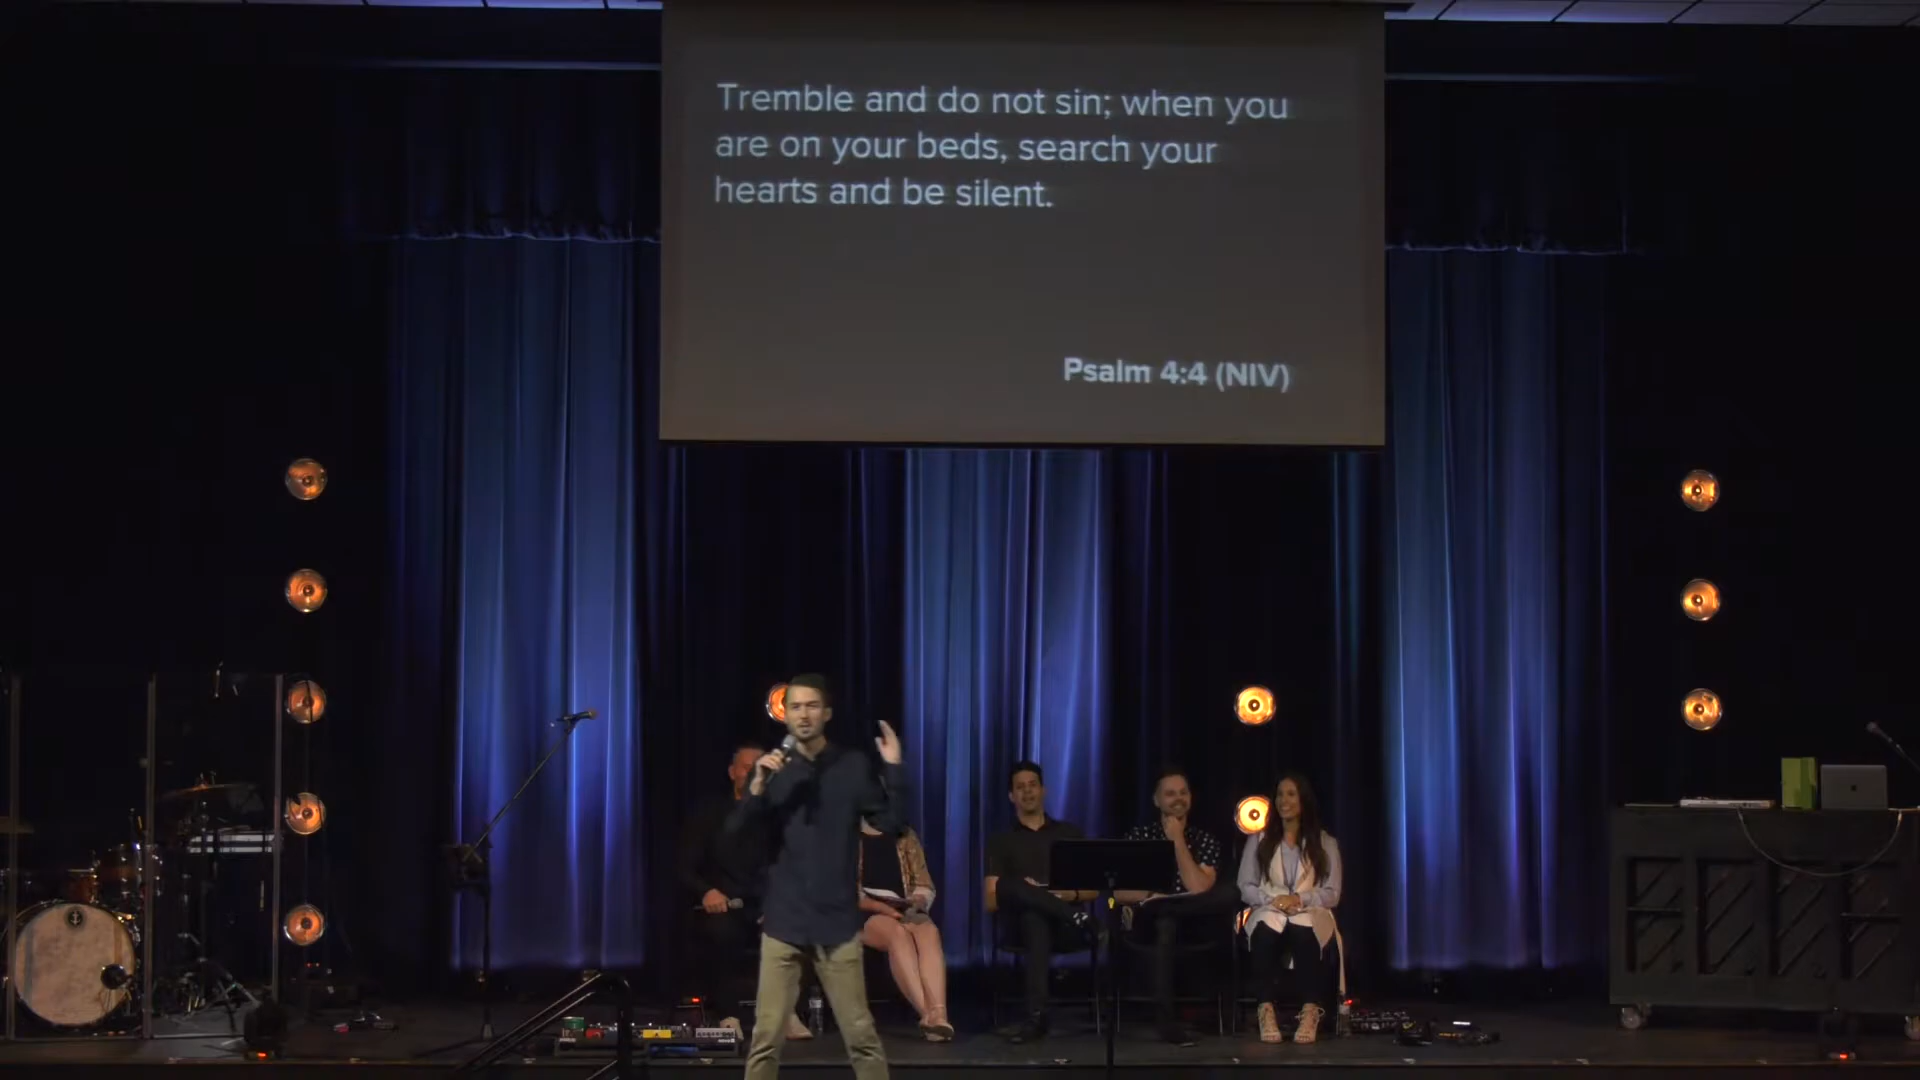 Tremble and do not sin; when you
are on your beds, search your
hearts and be silent.
Psalm 4:4 (NIV)